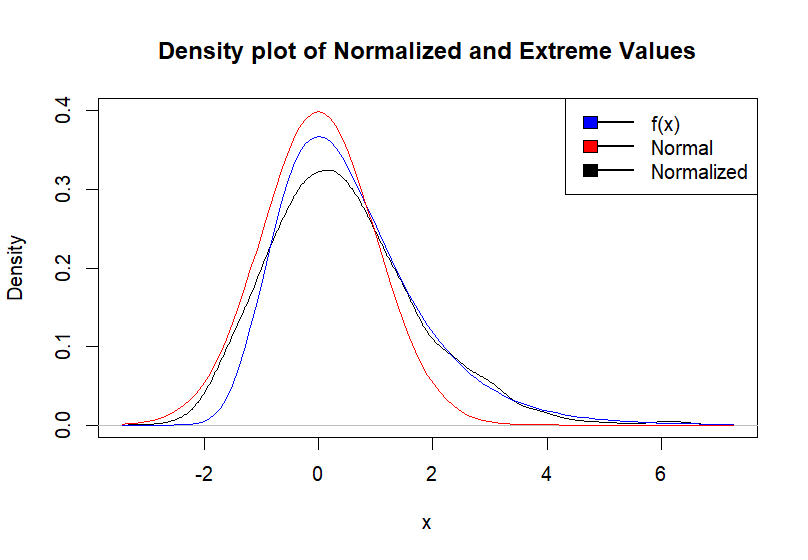 Density plot of Normalized and Extreme Values
f(x)
Normal
Normalized
Density
0.4
0.3
0.2
0.1
0.0
-2
0
2
4
6
x